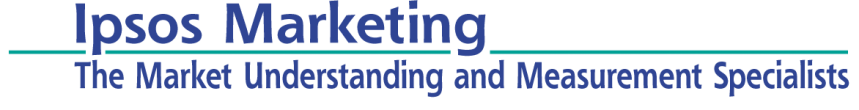 Ipsos Marketing
The Market Understanding and Measurement Specialists